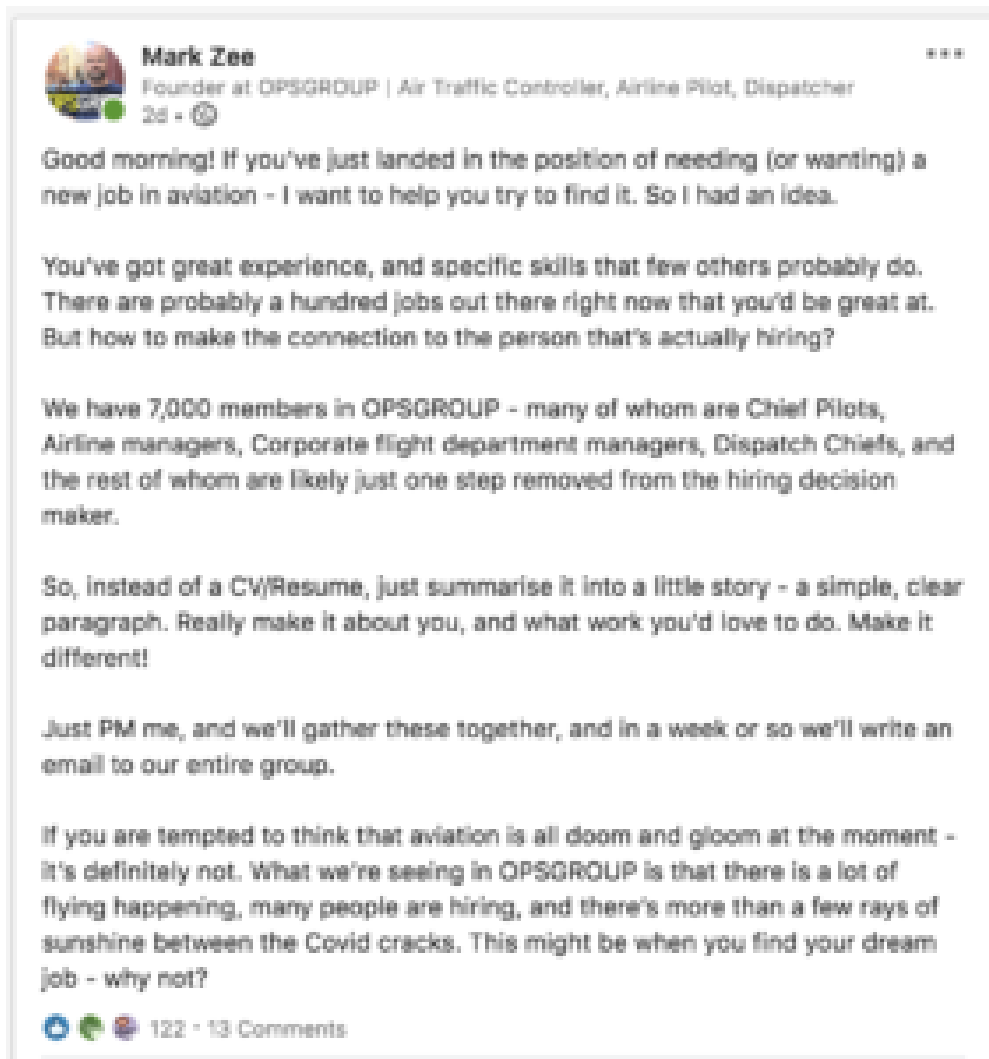 Mark Zee
Founder at OPSGROUP | Air Traffic Controller, Airline Pilot, Dispatcher
2d •
Good morning! If you've just landed in the position of needing (or wanting) a
new job in aviation - I want to help you try to find it. So I had an idea.
You've got great experience, and specific skills that few others probably do.
There are probably a hundred jobs out there right now that you'd be great at.
But how to make the connection to the person that's actually hiring?
We have 7,000 members in OPSGROUP - many of whom are Chief Pilots,
Airline managers, Corporate flight department managers, Dispatch Chiefs, and
the rest of whom are likely just one step removed from the hiring decision
maker.
So, instead of a CV/Resume, just summarise it into a little story - a simple, clear
paragraph. Really make it about you, and what work you'd love to do. Make it
different!
Just PM me, and we'll gather these together, and in a week or so we'll write an
email to our entire group.
If you are tempted to think that aviation is all doom and gloom at the moment -
it's definitely not. What we're seeing in OPSGROUP is that there is a lot of
flying happening, many people are hiring, and there's more than a few rays of
sunshine between the Covid cracks. This might be when you find your dream
job - why not?
122 · 13 Comments